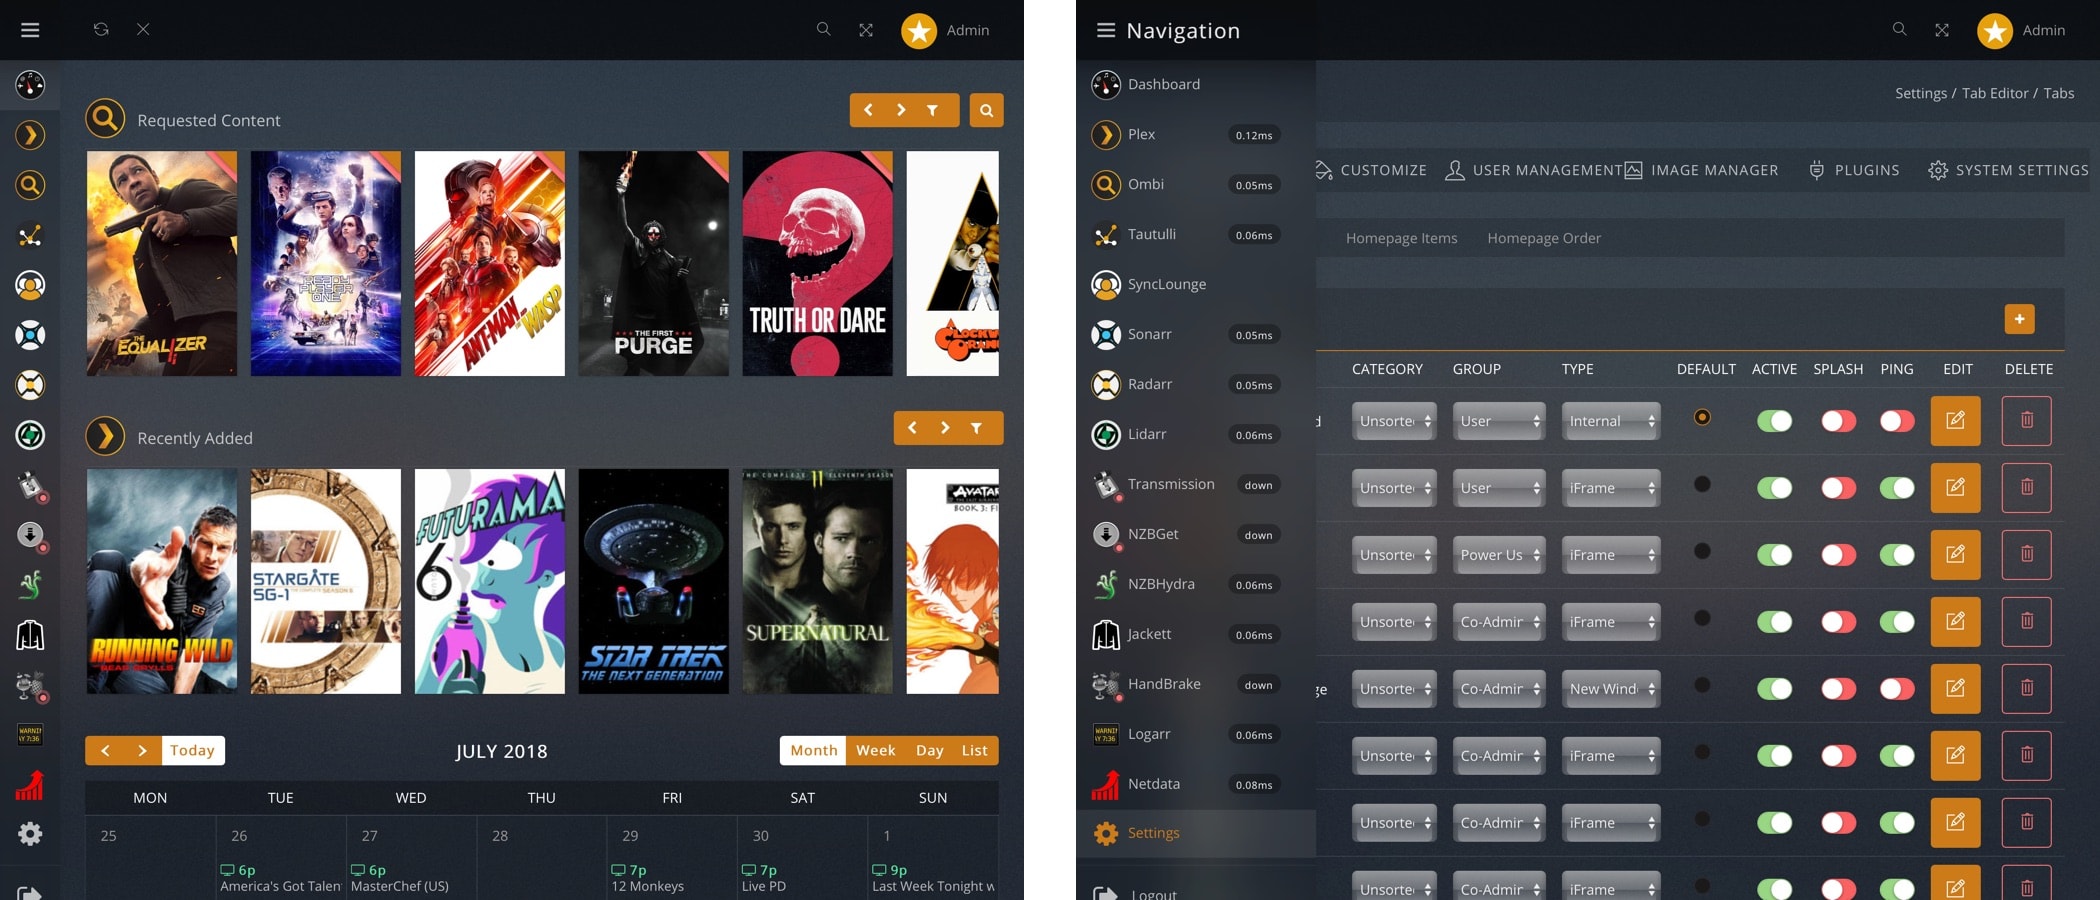 Admin
Requested Content
THE EQUALIZER II
READY PLAYER ONE
ANT-MAN AND THE WASP
THE FIRST
PURGE
TRUTH OR DARE
Recently Added
RUNNING WILD
BEAR GRYLLS
STARGATE
SG-1
FUTURAMA
6
STAR TREK
THE NEXT GENERATION
THE COMPLETE 11 ELEVENTH SEASON
SUPERNATURAL
AVATAR
BOOK 3: FI
Today
JULY 2018
Month Week Day List
MON TUE WED THU FRI SAT SUN
25 26 27 28 29 30 1
6p 6p 7p 7p 9p
America's Got Talen MasterChef (US) 12 Monkeys Live PD Last Week Tonight w
Navigation
Admin
Dashboard
Plex 0.12ms
Ombi 0.05ms
Tautulli 0.06ms
SyncLounge
Sonarr 0.05ms
Radarr 0.05ms
Lidarr 0.06ms
Transmission down
NZBGet down
NZBHydra 0.06ms
Jackett 0.06ms
HandBrake down
Logarr 0.06ms
Netdata 0.08ms
Settings
Logout
Settings / Tab Editor / Tabs
CUSTOMIZE USER MANAGEMENT IMAGE MANAGER PLUGINS SYSTEM SETTINGS
Homepage Items Homepage Order
CATEGORY GROUP TYPE DEFAULT ACTIVE SPLASH PING EDIT DELETE
d Unsorte User Internal
Unsorte User iFrame
Unsorte Power Us iFrame
Unsorte Co-Admir iFrame
ge Unsorte Co-Admir New Wind
Unsorte Co-Admir iFrame
Unsorte Co-Admir iFrame
Unsorte Co-Admir iFrame